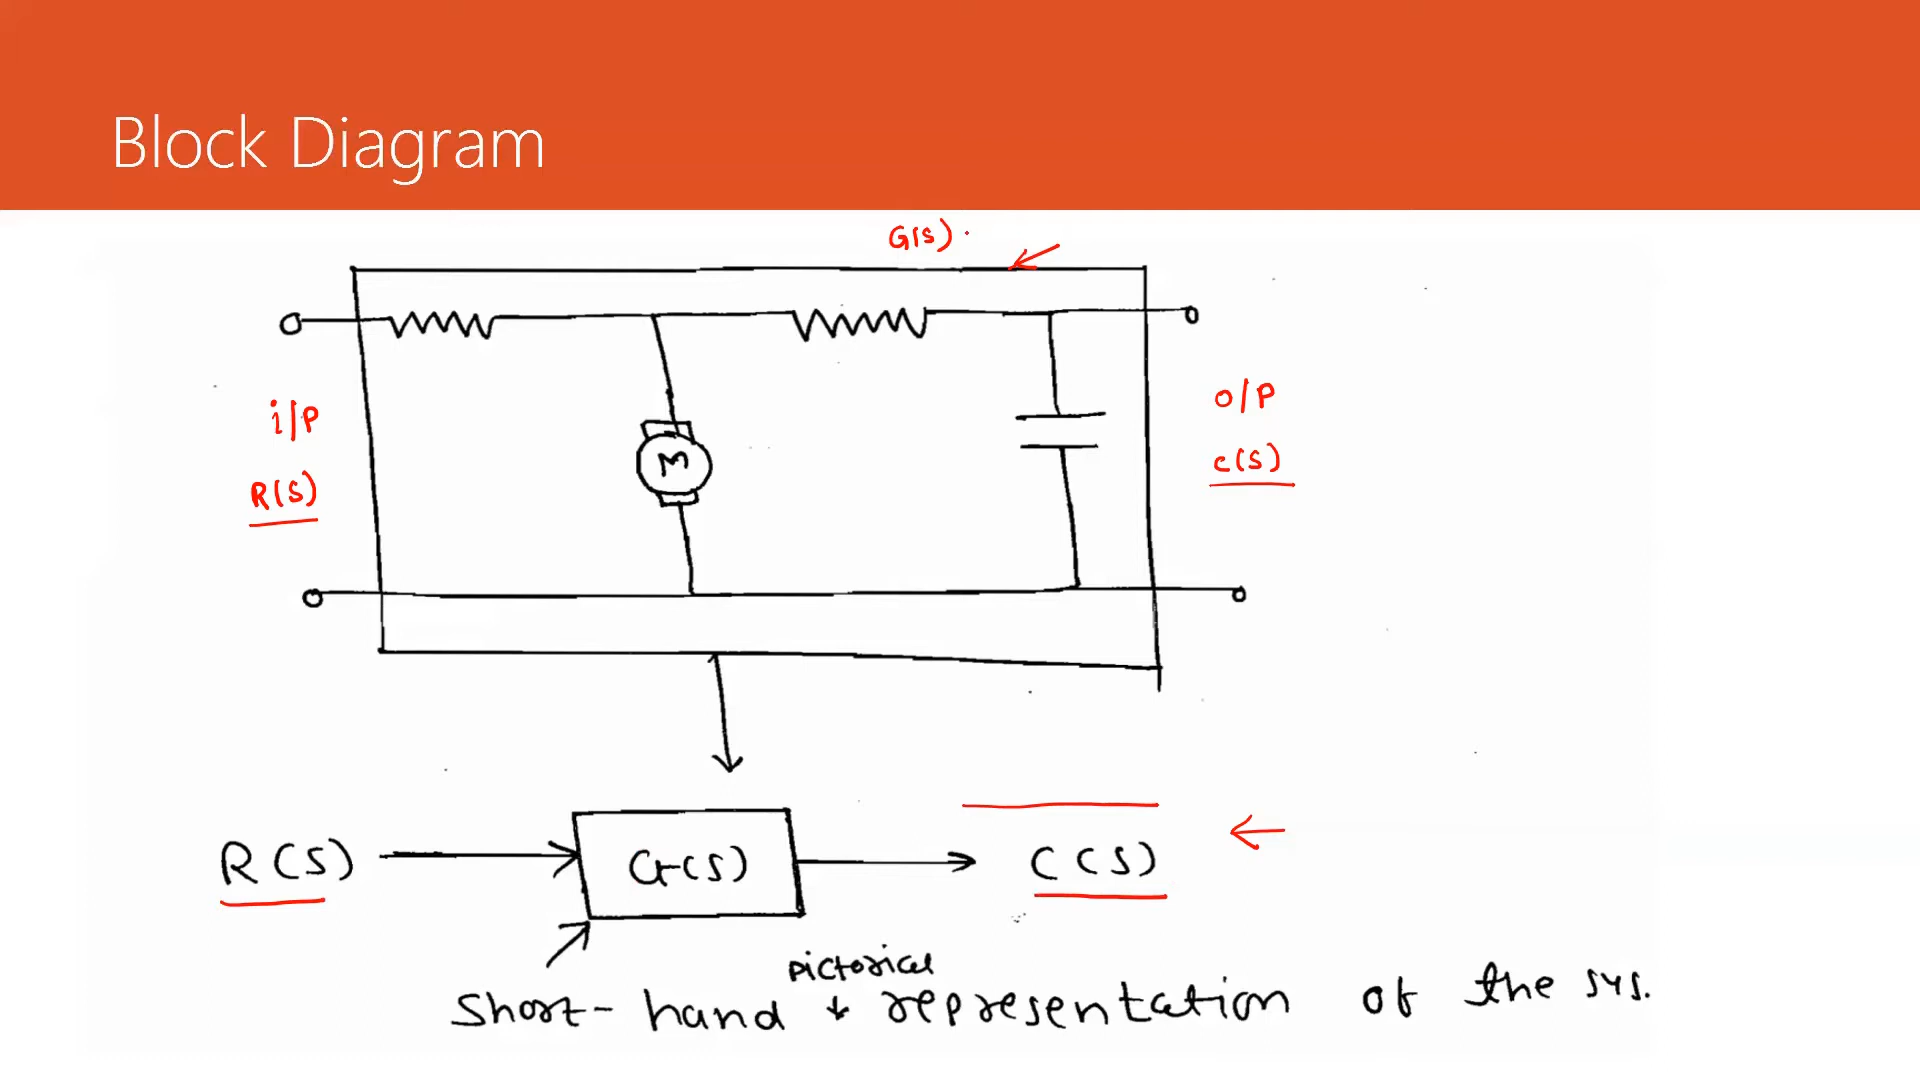 Block Diagram
G(s)
i/P
R(S)
M
O/P
C(S)
R(S)
G(S)
C(S)
pictorical
Short-hand representation of the sys.